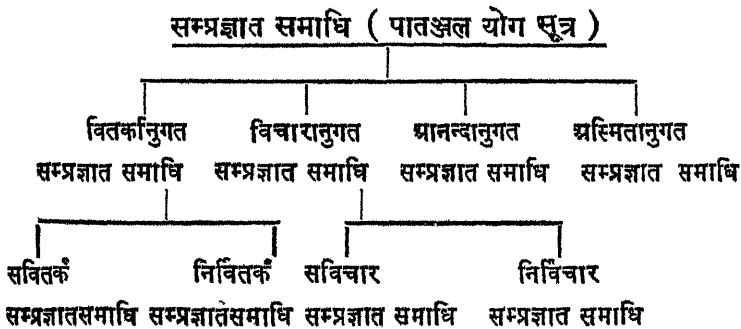 सम्प्रज्ञात समाधि ( पातञ्जल योग सूत्र )
वितर्कानुगत विचारानुगत आनन्दानुगत अस्मितानुगत
सम्प्रज्ञात समाधि सम्प्रज्ञात समाधि सम्प्रज्ञात समाधि सम्प्रज्ञात समाधि
सवितर्क निर्वितर्क सविचार निर्विचार
सम्प्रज्ञातसमाधि सम्प्रज्ञातसमाधि सम्प्रज्ञात समाधि सम्प्रज्ञात समाधि